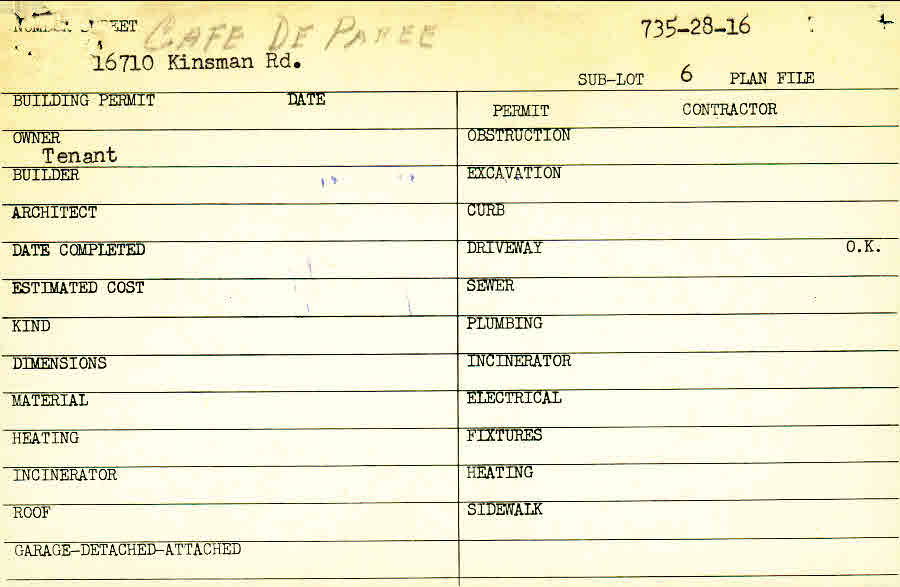 NUMBER STREET CAFE DE PAREE 735-28-16
16710 Kinsman Rd.
SUB-LOT 6 PLAN FILE
BUILDING PERMIT DATE
PERMIT CONTRACTOR
OWNER
Tenant
OBSTRUCTION
BUILDER
EXCAVATION
ARCHITECT
CURB
DATE COMPLETED
DRIVEWAY O.K.
ESTIMATED COST
SEWER
KIND
PLUMBING
DIMENSIONS
INCINERATOR
MATERIAL
ELECTRICAL
HEATING
FIXTURES
INCINERATOR
HEATING
ROOF
SIDEWALK
GARAGE-DETACHED-ATTACHED